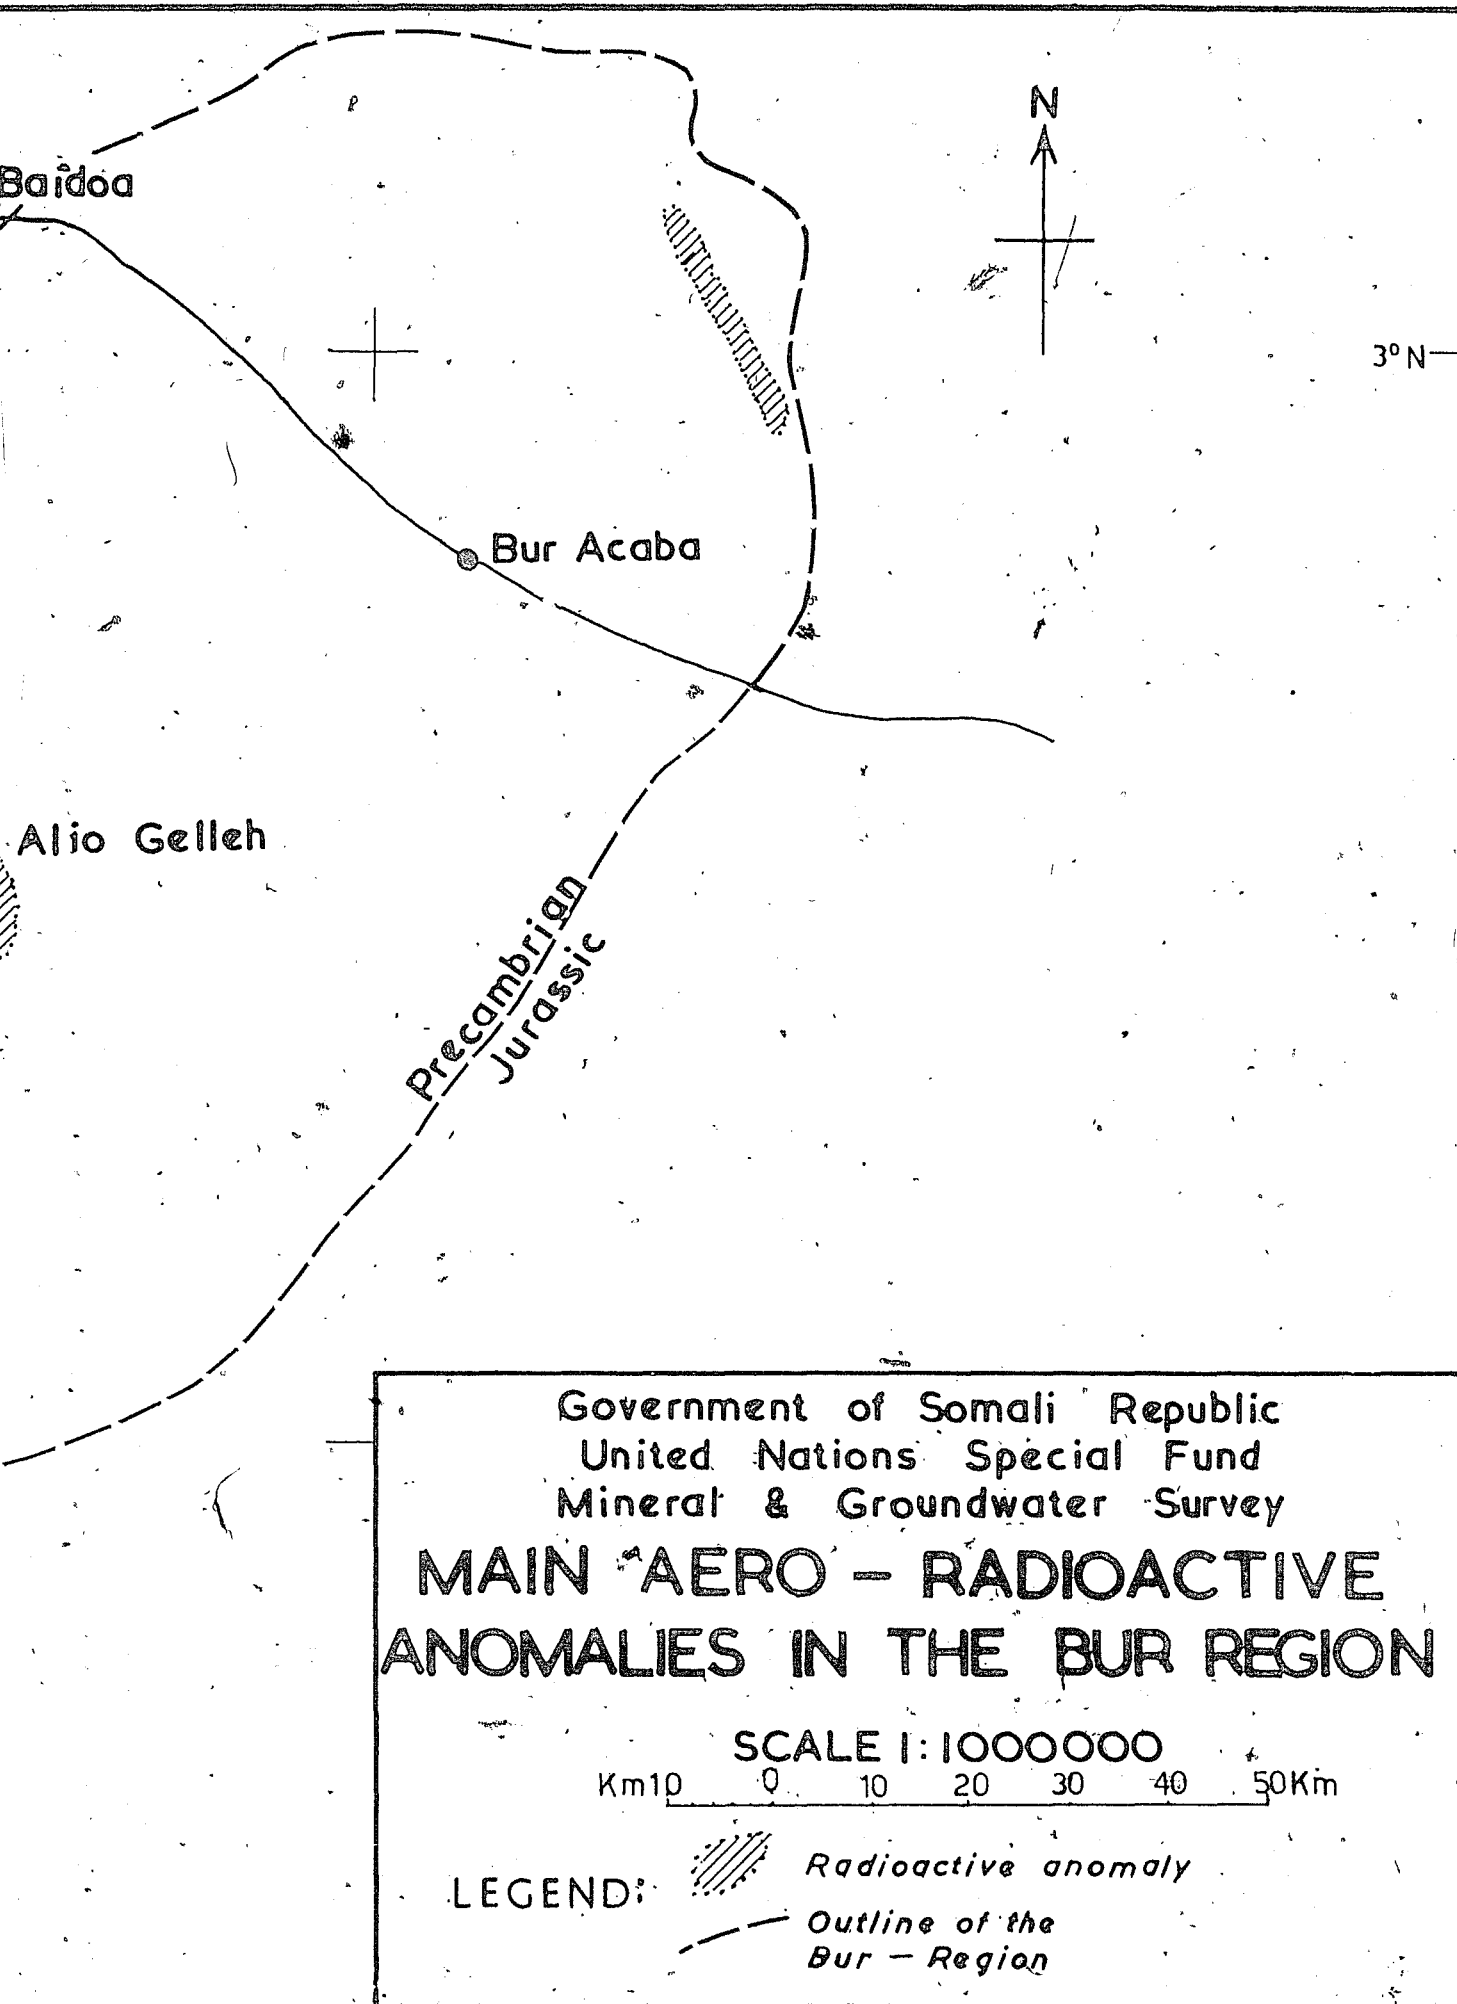 N
Baidoa
3° N
Bur Acaba
Alio Gelleh
Precambrian
Jurassic
Government of Somali Republic
United Nations Special Fund
Mineral & Groundwater Survey
MAIN AERO - RADIOACTIVE
ANOMALIES IN THE BUR REGION
SCALE 1:1000000
Km10 0 10 20 30 40 50Km
LEGEND:
Radioactive anomaly
Outline of the
Bur - Region